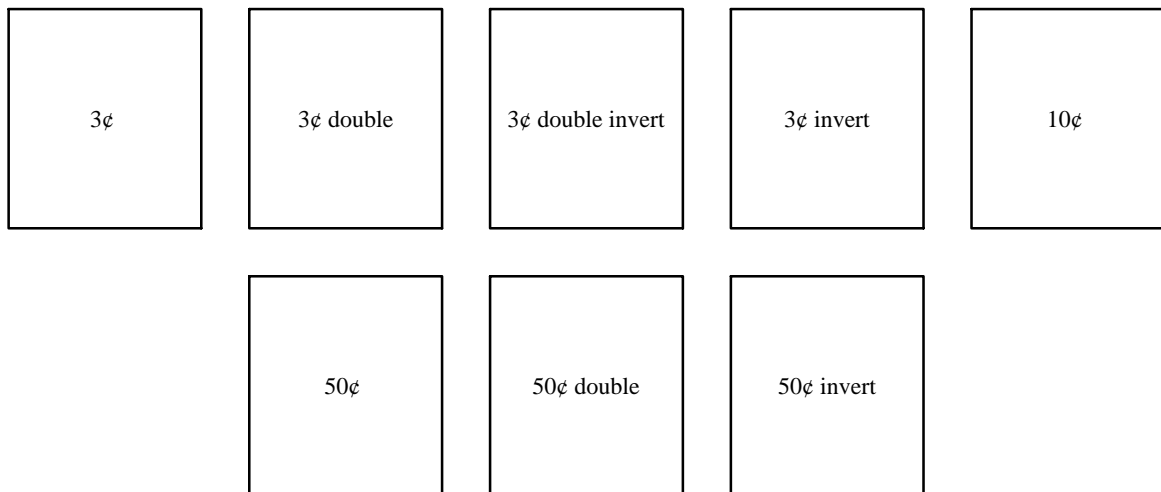 3¢
3¢ double
3¢ double invert
3¢ invert
10¢
50¢
50¢ double
50¢ invert